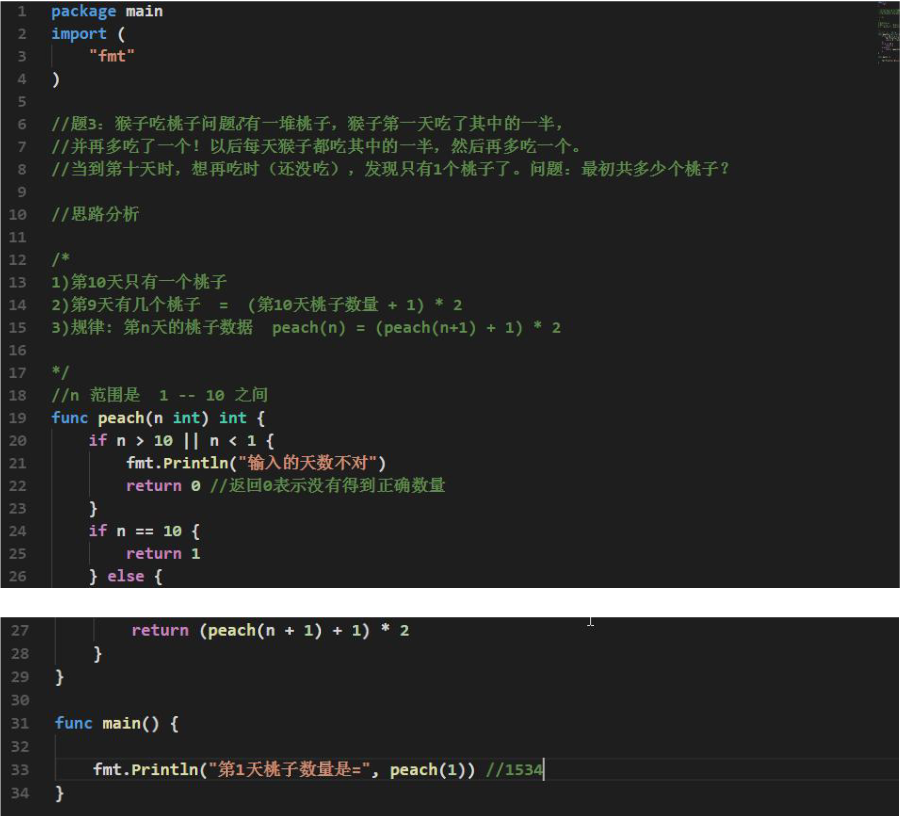 1 package main
2 import (
3 "fmt"
4 )
5
6 //题3：猴子吃桃子问题。有一堆桃子，猴子第一天吃了其中的一半，
7 //并再多吃了一个！以后每天猴子都吃其中的一半，然后再多吃一个。
8 //当到第十天时，想再吃时（还没吃），发现只有1个桃子了。问题：最初共多少个桃子？
9
10 //思路分析
11
12 /*
13 1)第10天只有一个桃子
14 2)第9天有几个桃子 = (第10天桃子数量 + 1) * 2
15 3)规律: 第n天的桃子数据 peach(n) = (peach(n+1) + 1) * 2
16
17 */
18 //n 范围是 1 -- 10 之间
19 func peach(n int) int {
20 if n > 10 || n < 1 {
21 fmt.Println("输入的天数不对")
22 return 0 //返回0表示没有得到正确数量
23 }
24 if n == 10 {
25 return 1
26 } else {
27 return (peach(n + 1) + 1) * 2
28 }
29 }
30
31 func main() {
32
33 fmt.Println("第1天桃子数量是=", peach(1)) //1534
34 }